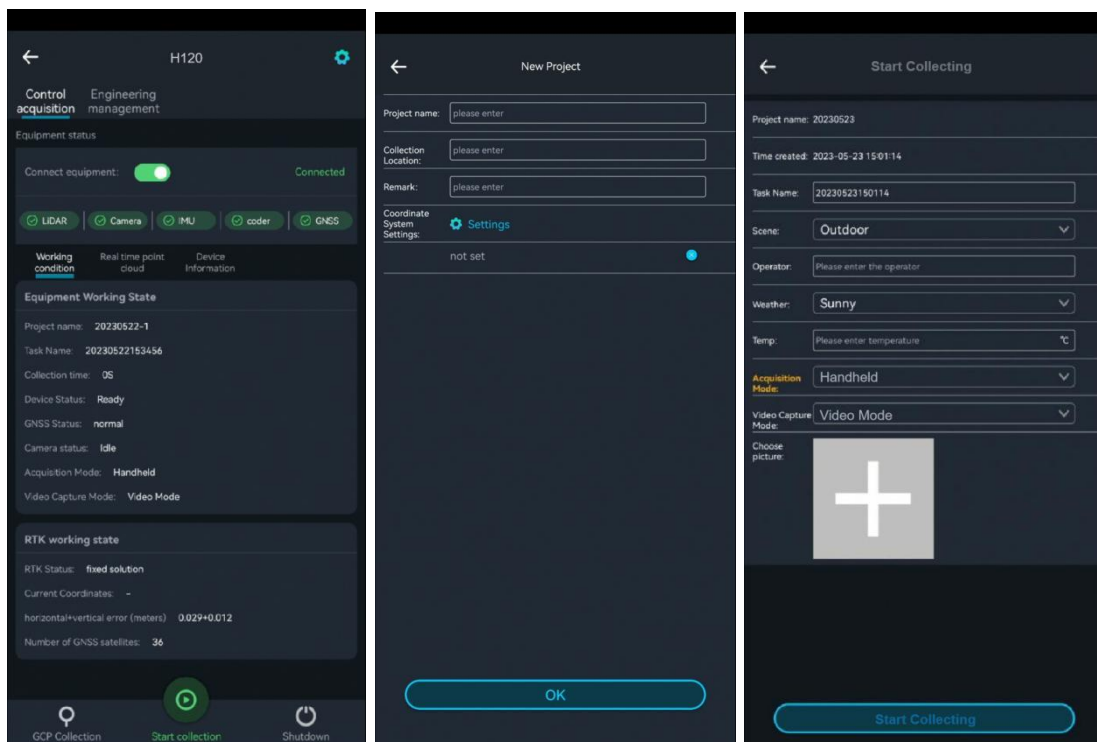 H120
Control acquisition
Engineering management
Equipment status
Connect equipment:
Connected
LiDAR
Camera
IMU
coder
GNSS
Working condition
Real time point cloud
Device Information
Equipment Working State
Project name: 20230522-1
Task Name: 20230522153456
Collection time: 0S
Device Status: Ready
GNSS Status: normal
Camera status: Idle
Acquisition Mode: Handheld
Video Capture Mode: Video Mode
RTK working state
RTK Status: fixed solution
Current Coordinates: -
horizontal+vertical error (meters) 0.029+0.012
Number of GNSS satellites: 36
GCP Collection
Start collection
Shutdown
New Project
Project name: please enter
Collection Location: please enter
Remark: please enter
Coordinate System Settings: Settings
not set
OK
Start Collecting
Project name: 20230523
Time created: 2023-05-23 15:01:14
Task Name: 20230523150114
Scene: Outdoor
Operator: Please enter the operator
Weather: Sunny
Temp: Please enter temperature ℃
Acquisition Mode: Handheld
Video Capture Mode: Video Mode
Choose picture:
Start Collecting